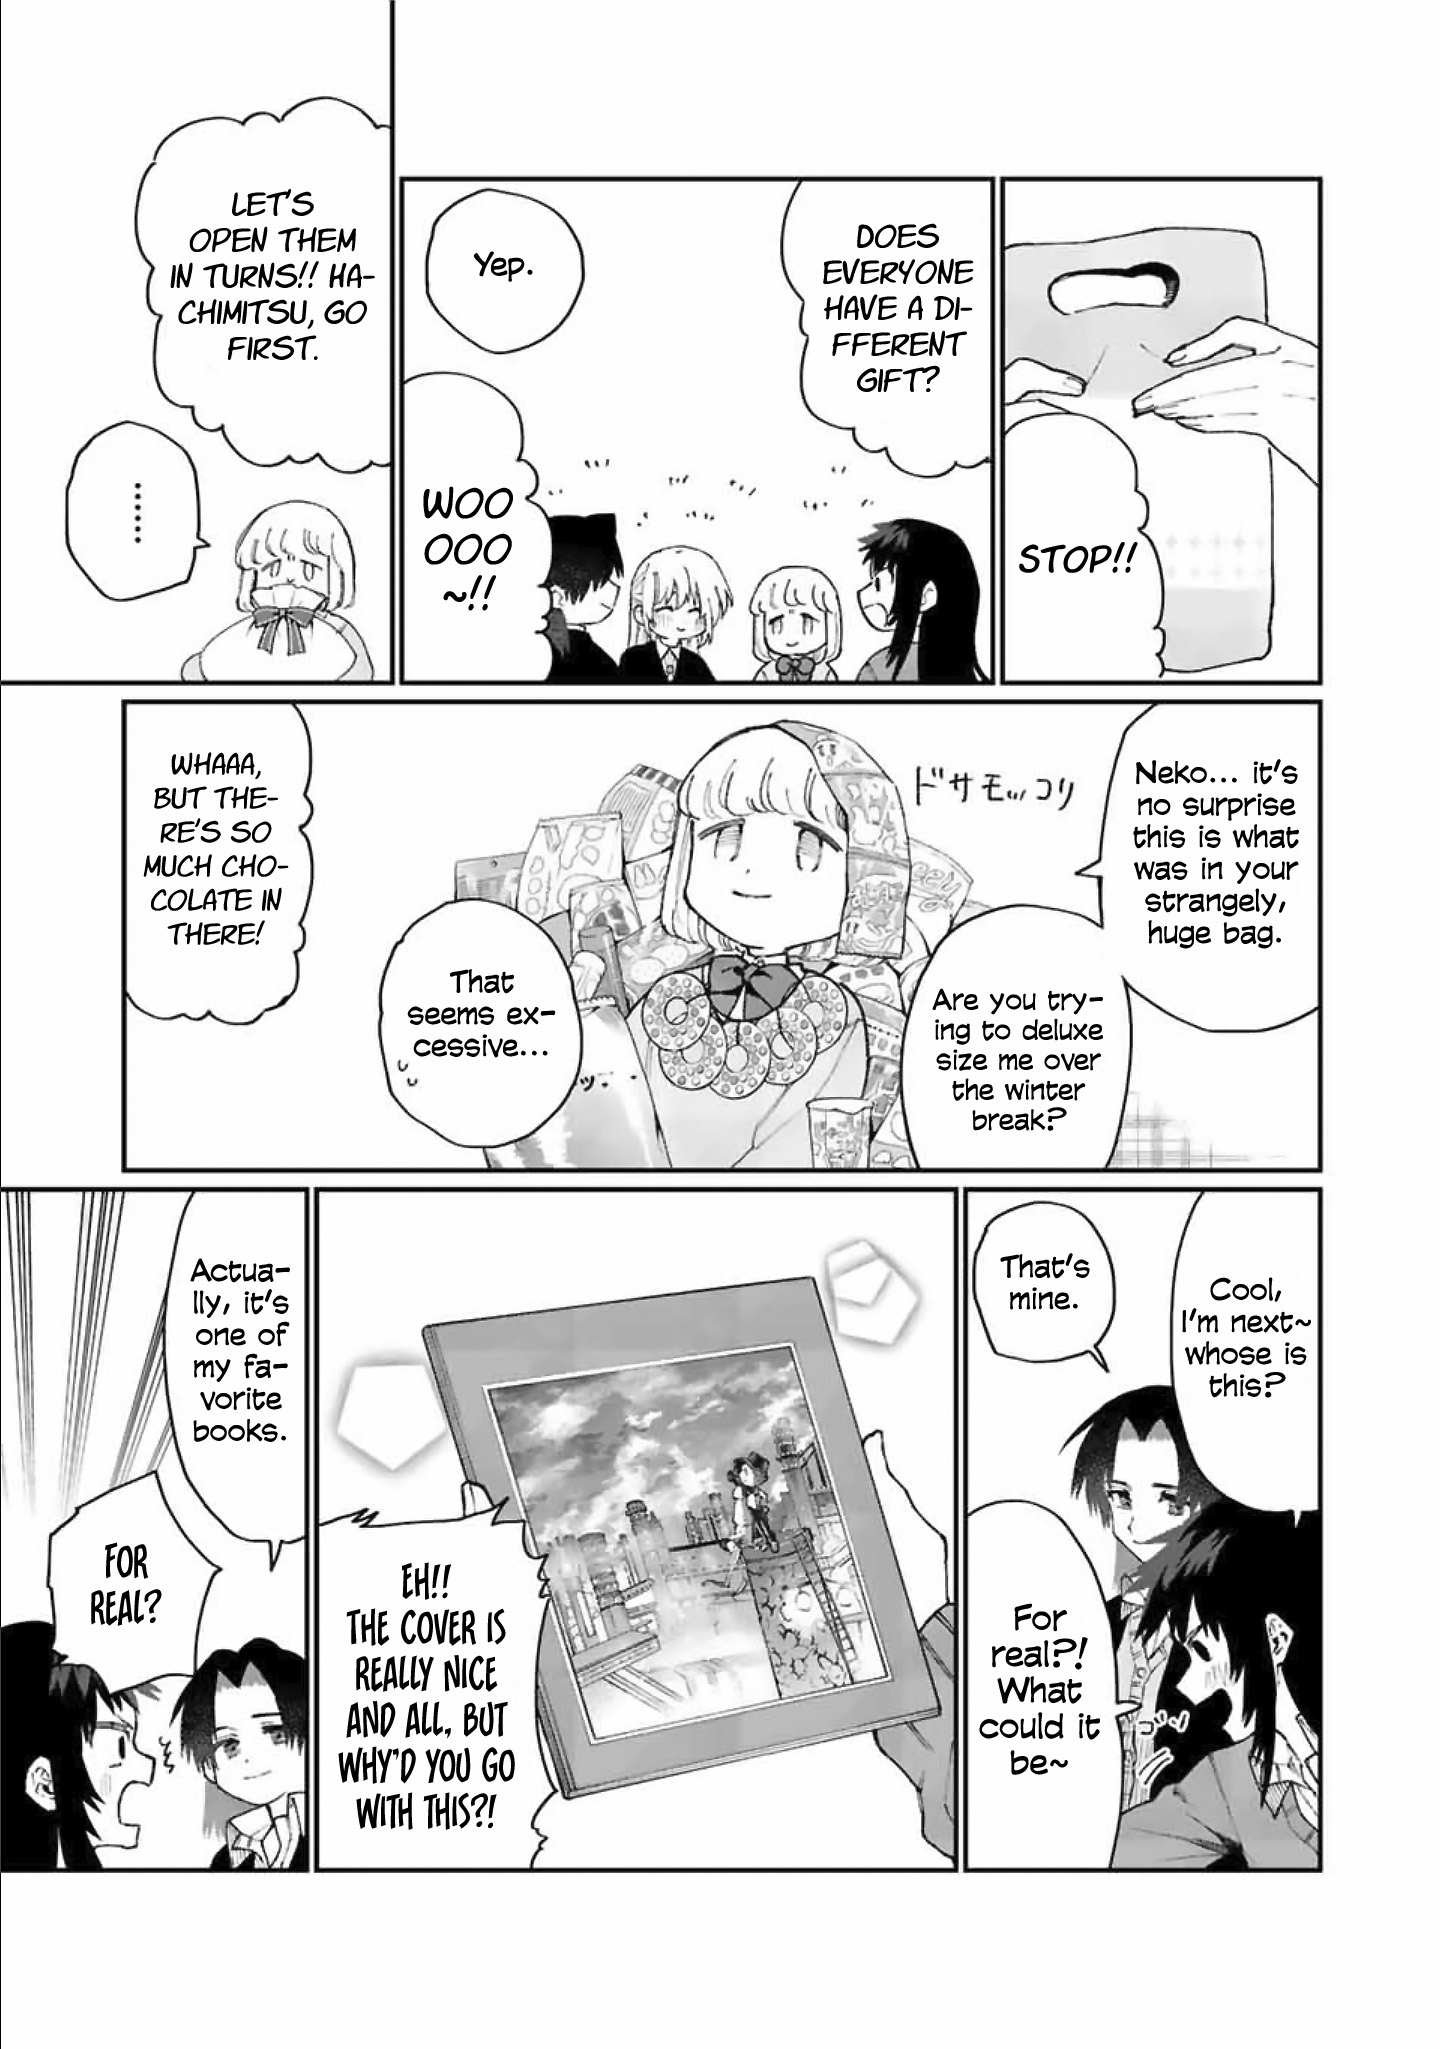 STOP!!
DOES
EVERYONE
HAVE A DI-
FFERENT
GIFT?
Yep.
WOO
OOO
~!!
LET'S
OPEN THEM
IN TURNS!! HA-
CHIMITSU, GO
FIRST.
........
Neko... it's
no surprise
this is what
was in your
strangely,
huge bag.
ドサモッコリ
Are you try-
ing to deluxe
size me over
the winter
break?
That
seems ex-
cessive...
WHAAA,
BUT THE-
RE'S SO
MUCH CHO-
COLATE IN
THERE!
Cool,
I'm next~
whose is
this?
That's
mine.
For
real?!
What
could it
be~
EH!!
THE COVER IS
REALLY NICE
AND ALL, BUT
WHY'D YOU GO
WITH THIS?!
Actua-
lly, it's
one of
my fa-
vorite
books.
FOR
REAL?